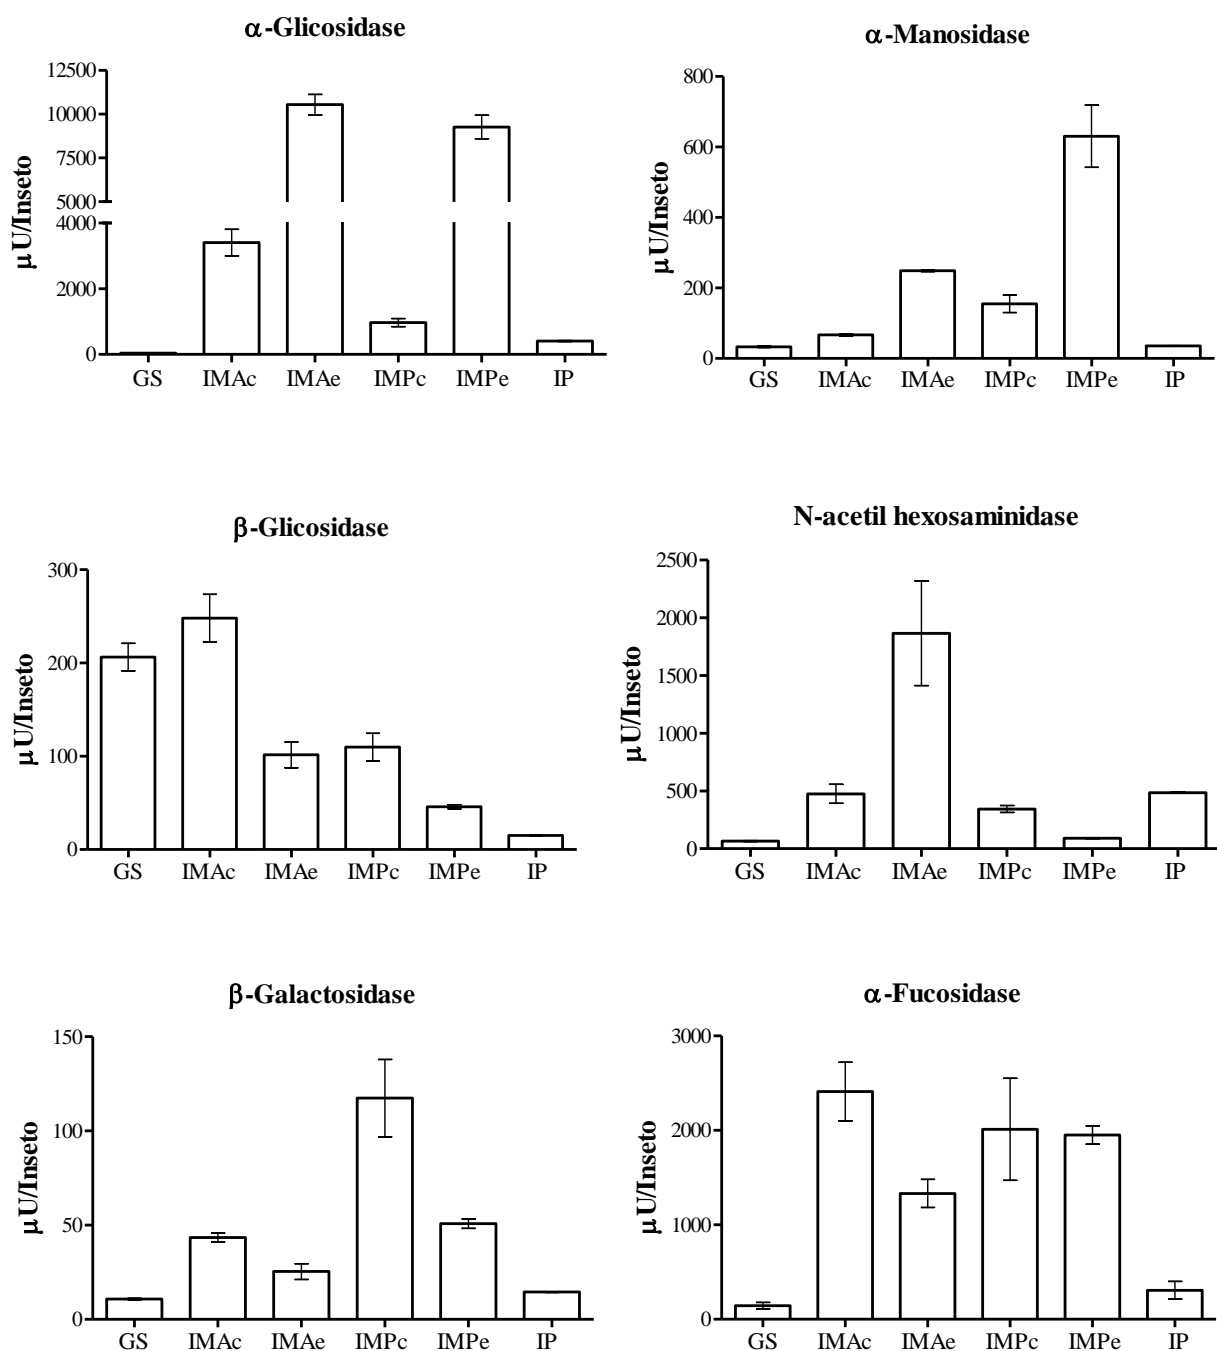 α-Glicosidase
12500
10000
7500
5000
4000
2000
0
μU/Inseto
GS IMAc IMAe IMPc IMPe IP
α-Manosidase
800
600
400
200
0
μU/Inseto
GS IMAc IMAe IMPc IMPe IP
β-Glicosidase
300
200
100
0
μU/Inseto
GS IMAc IMAe IMPc IMPe IP
N-acetil hexosaminidase
2500
2000
1500
1000
500
0
μU/Inseto
GS IMAc IMAe IMPc IMPe IP
β-Galactosidase
150
100
50
0
μU/Inseto
GS IMAc IMAe IMPc IMPe IP
α-Fucosidase
3000
2000
1000
0
μU/Inseto
GS IMAc IMAe IMPc IMPe IP